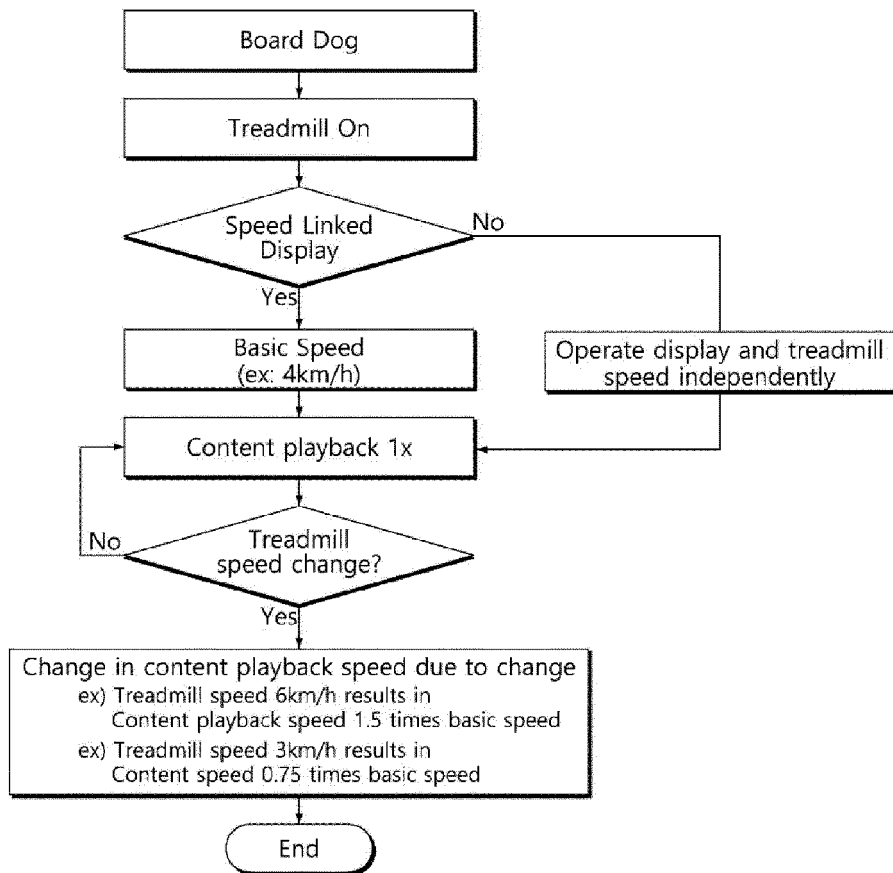 Board Dog
Treadmill On
Speed Linked
Display
No
Yes
Basic Speed
(ex: 4km/h)
Operate display and treadmill
speed independently
Content playback 1x
No
Treadmill
speed change?
Yes
Change in content playback speed due to change
ex) Treadmill speed 6km/h results in
Content playback speed 1.5 times basic speed
ex) Treadmill speed 3km/h results in
Content speed 0.75 times basic speed
End